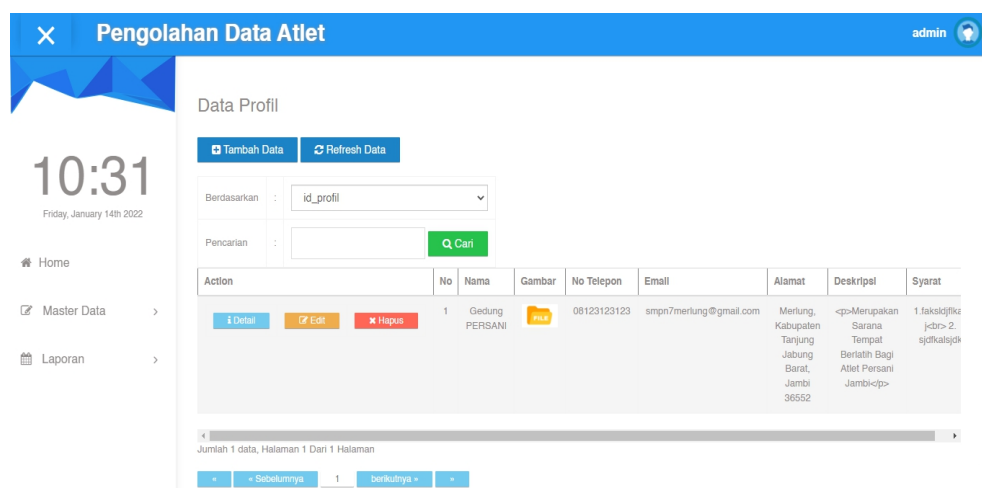 Pengolahan Data Atlet
admin
Data Profil
Tambah Data
Refresh Data
10:31
Friday, January 14th 2022
Home
Master Data
Laporan
Berdasarkan : id_profil
Pencarian : Cari
Action No Nama Gambar No Telepon Email Alamat Deskripsi Syarat
Detail Edit Hapus 1 Gedung FILE 08123123123 smpn7merlung@gmail.com Merlung, <p>Merupakan
PERSANI Kabupaten Sarana j<br> 2.
Tanjung Tempat
Jabung Berlatih Bagi
Barat, Atlet Persani
Jambi Jambi</p>
36552
Jumlah 1 data, Halaman 1 Dari 1 Halaman
« « Sebelumnya 1 berikutnya » »